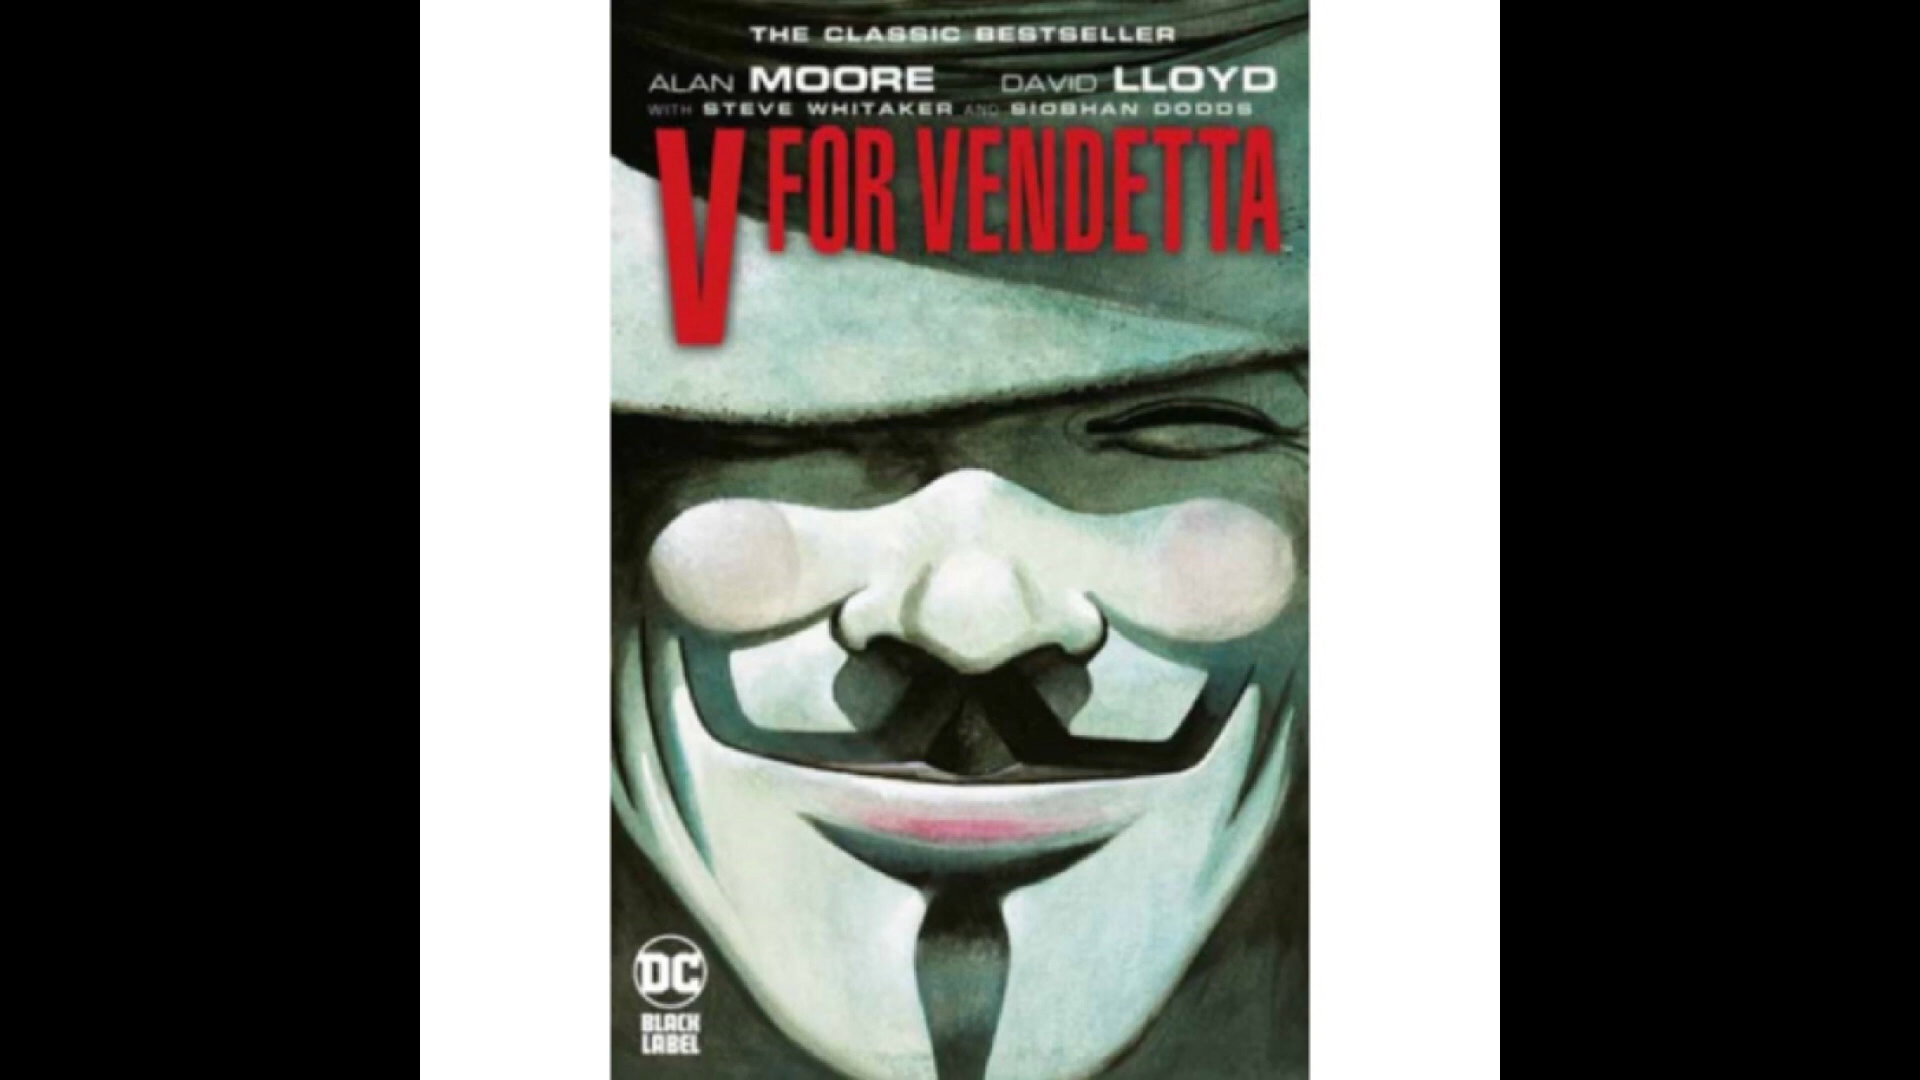 THE CLASSIC BESTSELLER
ALAN MOORE DAVID LLOYD
WITH STEVE WHITAKER AND SIOBHAN DODDS
V FOR VENDETTA
DC
BLACK
LABEL